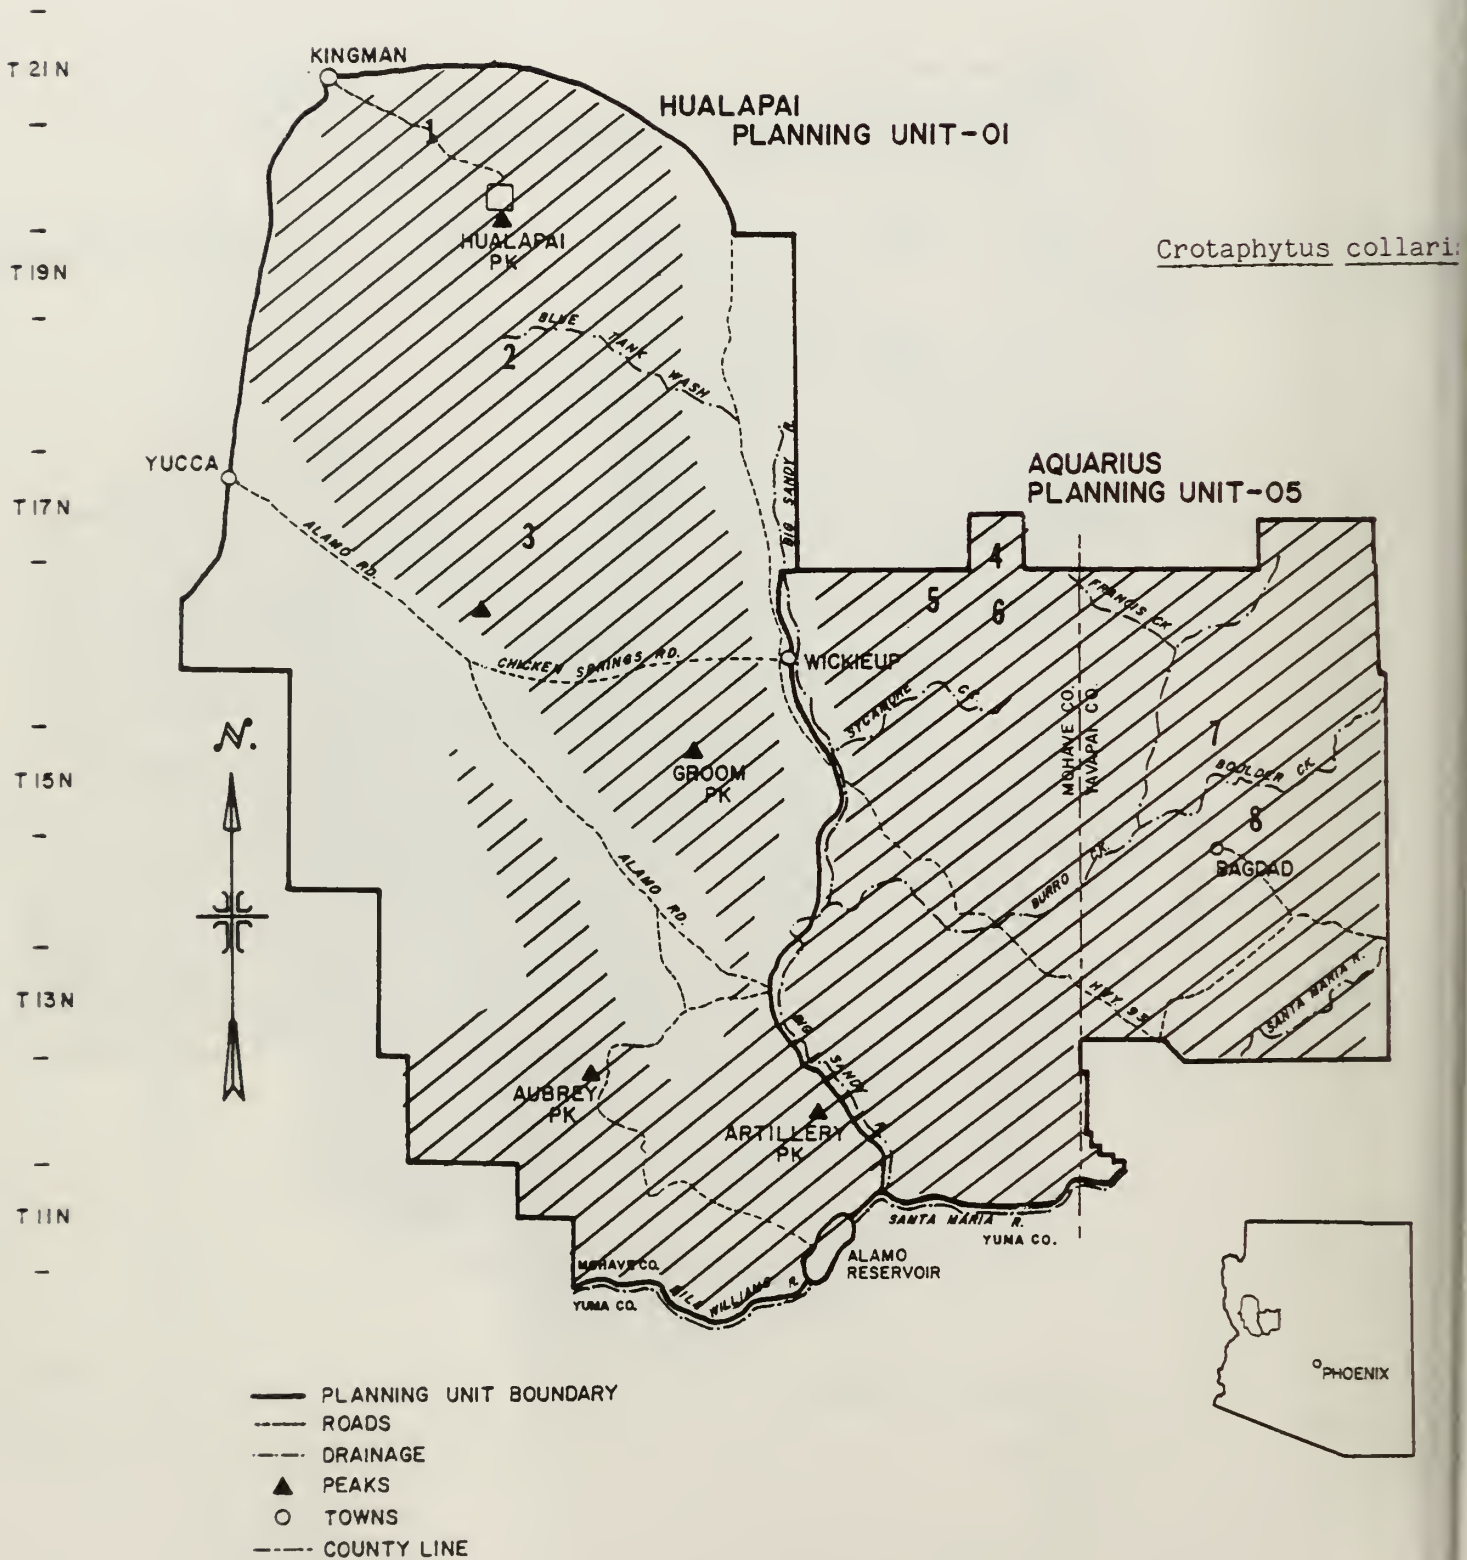 T 21 N
KINGMAN
HUALAPAI
PLANNING UNIT-01
1
HUALAPAI
PK
T 19 N
Crotaphytus collari
BLUE TANK WASH
2
BIG SANDY R.
YUCCA
AQUARIUS
PLANNING UNIT-05
T 17 N
ALAMO RD.
3
4
5
6
FRANCIS CK
CHICKEN SPRINGS RD.
WICKIEUP
SYCAMORE CK.
MOHAVE CO.
YAVAPAI CO.
N.
7
T 15 N
GROOM
PK
BOULDER CK.
8
ALAMO RD.
BURRO CK.
BAGDAD
T 13 N
HWY. 93
SANTA MARIA R.
BIG SANDY
AUBREY
PK
ARTILLERY
PK
T 11 N
SANTA MARIA R.
YUMA CO.
ALAMO
RESERVOIR
MOHAVE CO.
YUMA CO.
BILL WILLIAMS R.
PHOENIX
PLANNING UNIT BOUNDARY
ROADS
DRAINAGE
PEAKS
TOWNS
COUNTY LINE